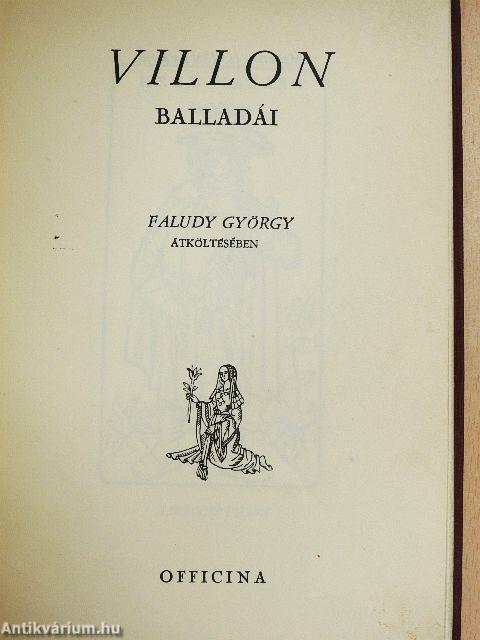 VILLON
BALLADÁI
FALUDY GYÖRGY
ÁTKÖLTÉSÉBEN
OFFICINA
Antikvárium.hu